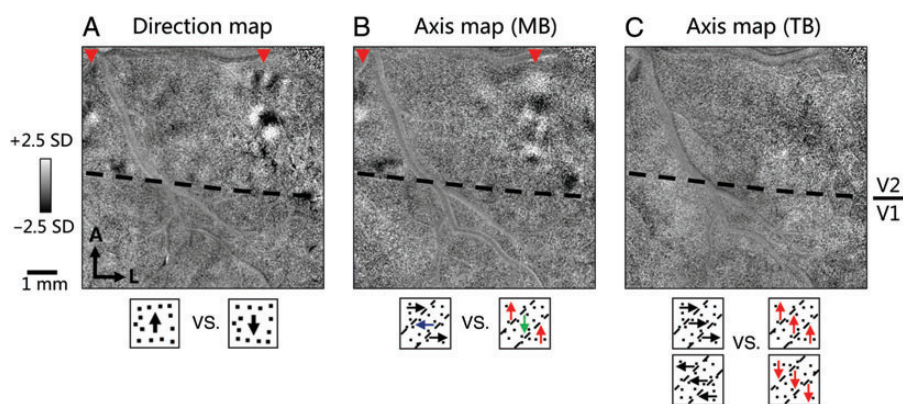 A Direction map
B Axis map (MB)
C Axis map (TB)
+2.5 SD
−2.5 SD
A
L
1 mm
V2
V1
VS.
VS.
VS.